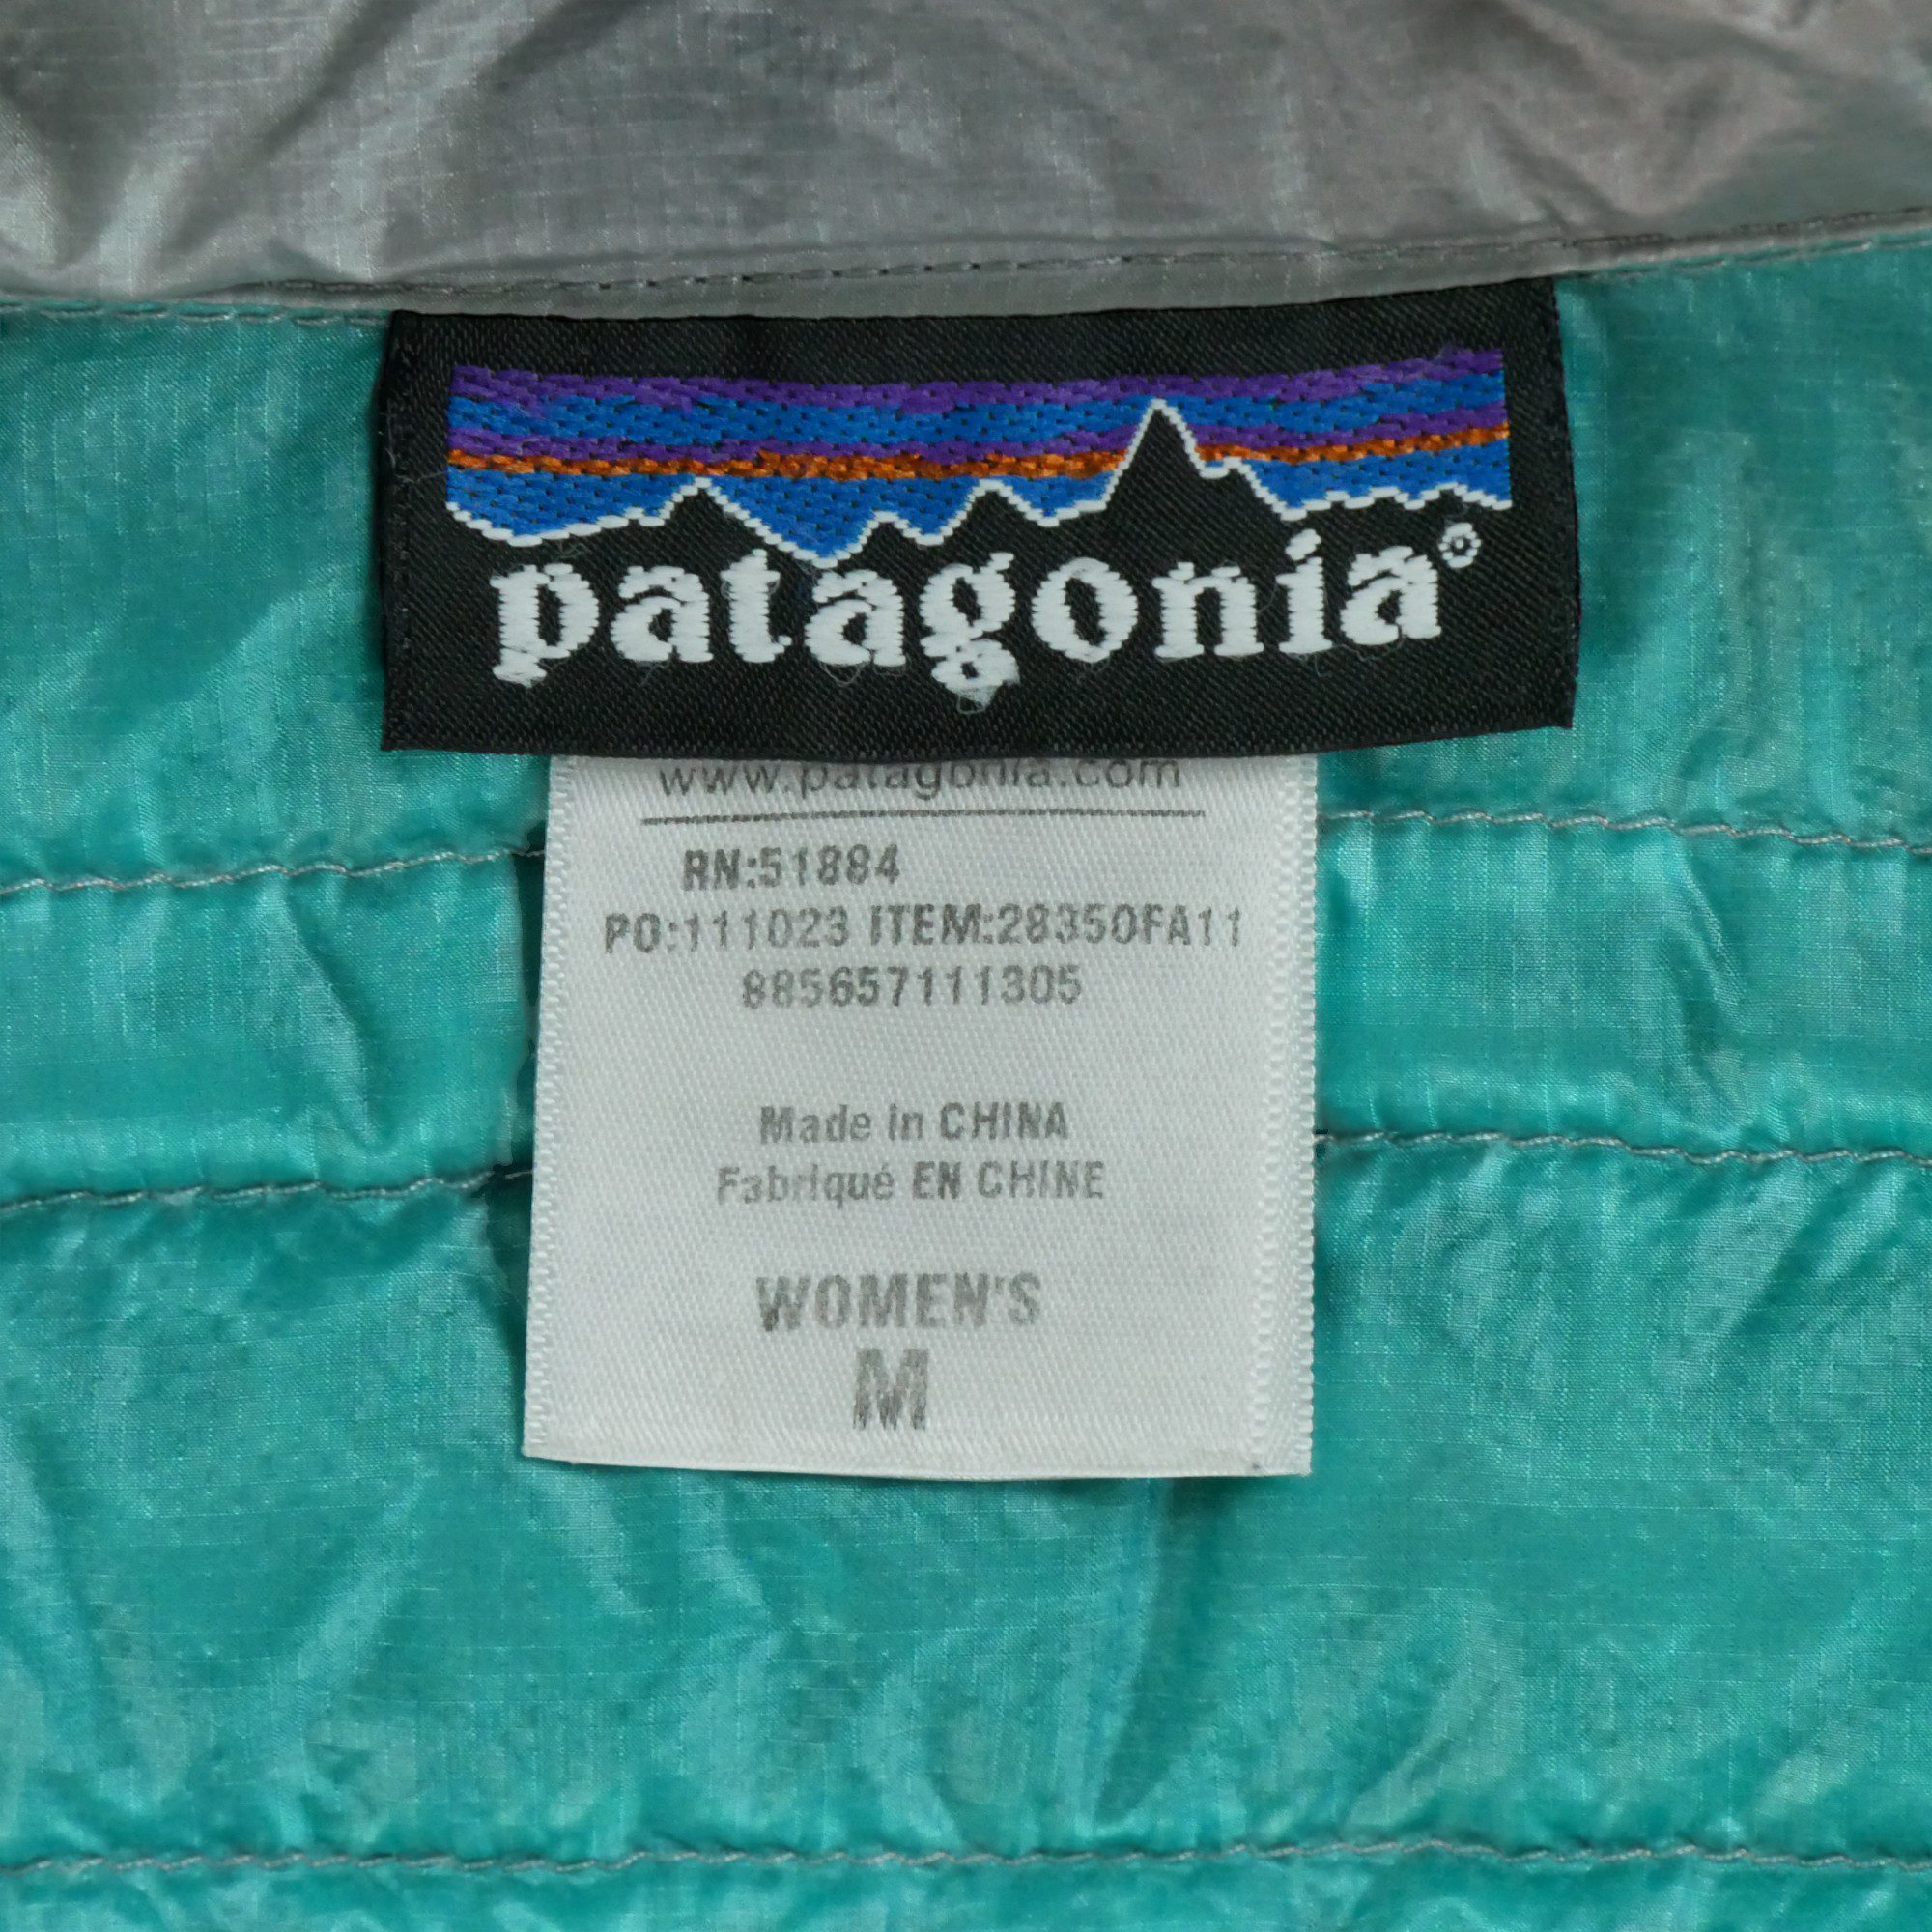 patagonia®
www.patagonia.com
RN:51884
PO:111023 ITEM:28350FA11
885657111305
Made in CHINA
Fabriqué EN CHINE
WOMEN'S
M